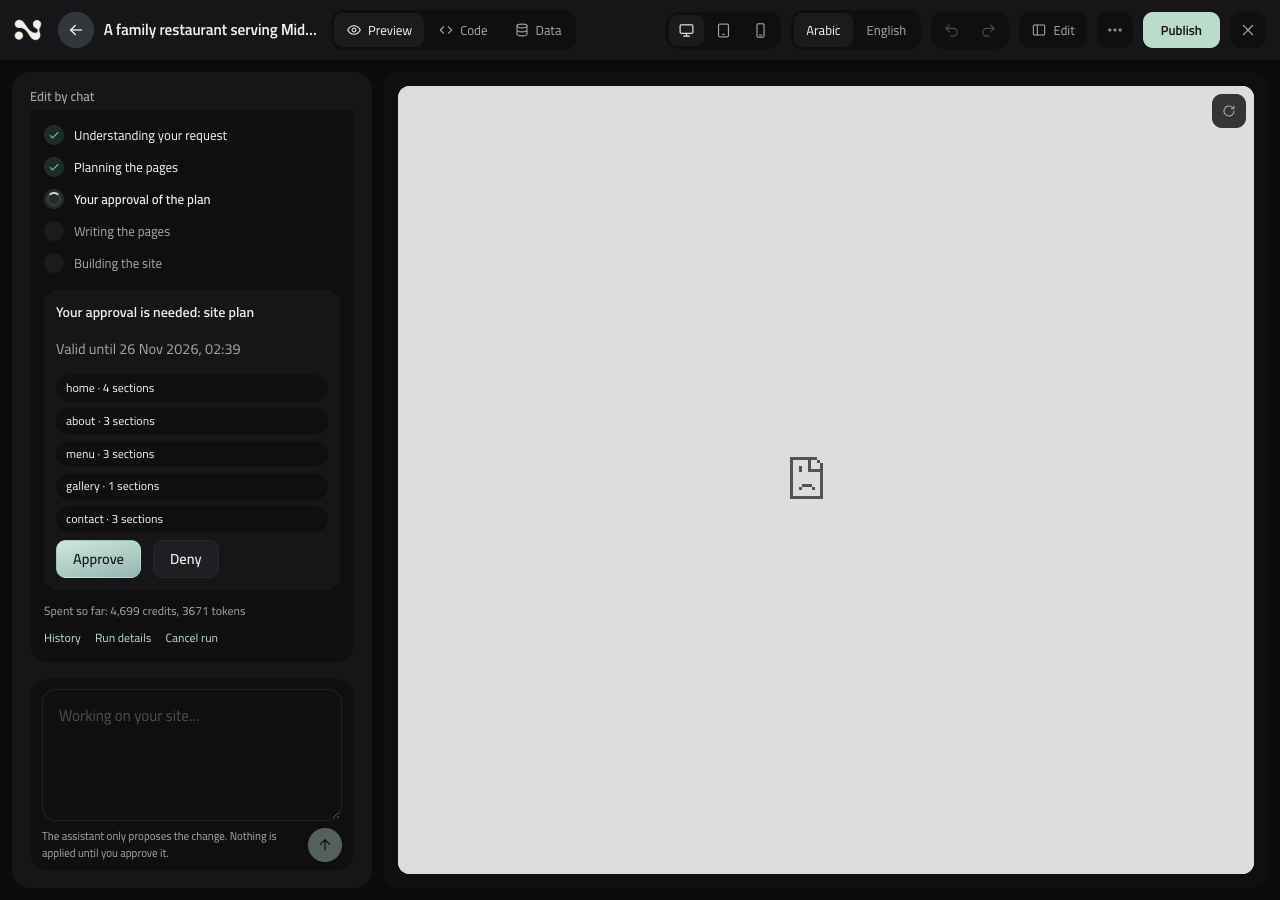 A family restaurant serving Mid...
Preview
Code
Data
Arabic
English
Edit
Publish
Edit by chat
Understanding your request
Planning the pages
Your approval of the plan
Writing the pages
Building the site
Your approval is needed: site plan
Valid until 26 Nov 2026, 02:39
home · 4 sections
about · 3 sections
menu · 3 sections
gallery · 1 sections
contact · 3 sections
Approve
Deny
Spent so far: 4,699 credits, 3671 tokens
History
Run details
Cancel run
Working on your site...
The assistant only proposes the change. Nothing is
applied until you approve it.